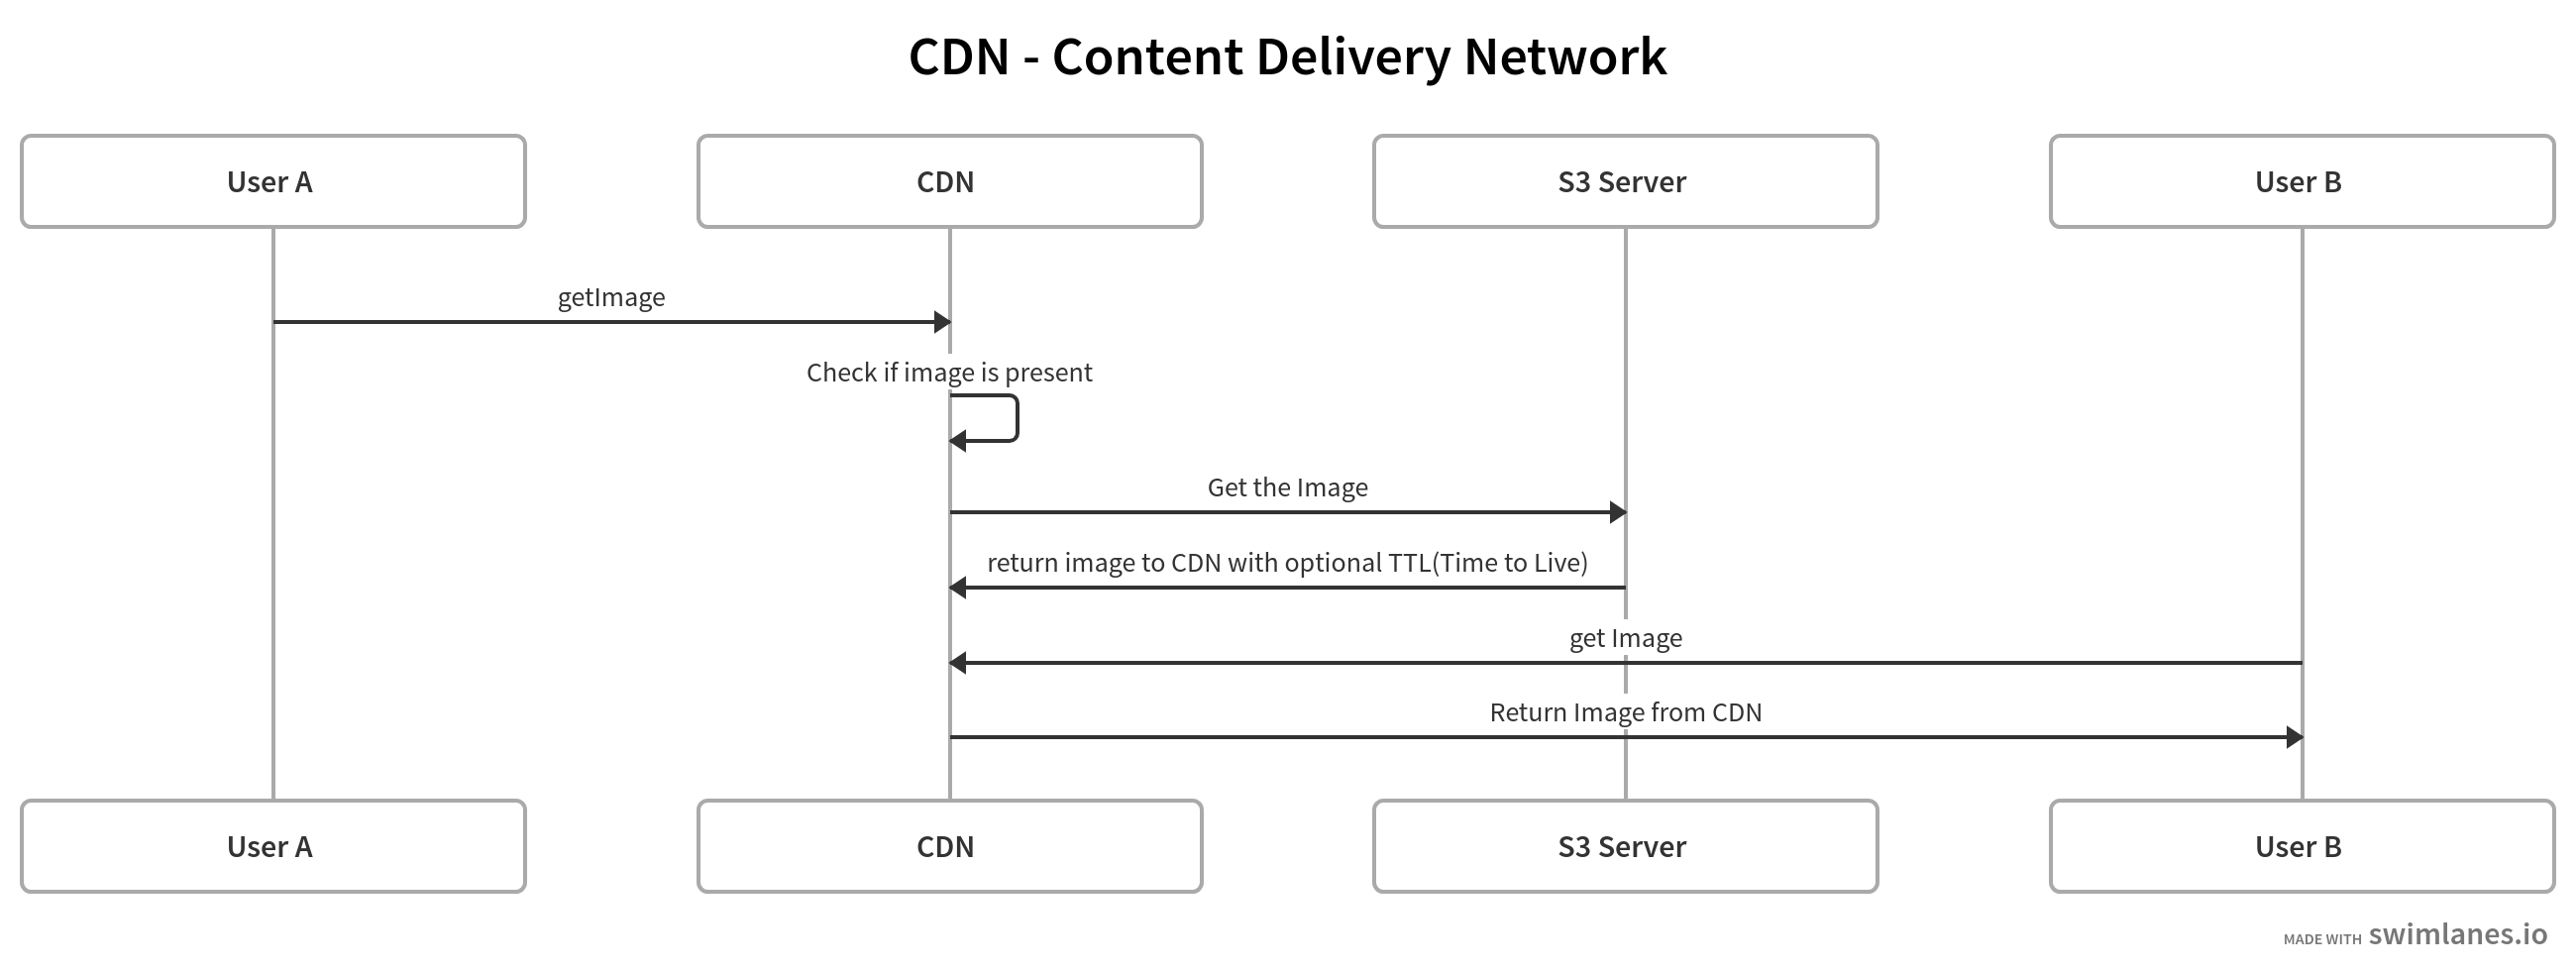 CDN - Content Delivery Network
User A
CDN
S3 Server
User B
getImage
Check if image is present
Get the Image
return image to CDN with optional TTL(Time to Live)
get Image
Return Image from CDN
User A
CDN
S3 Server
User B
MADE WITH swimlanes.io